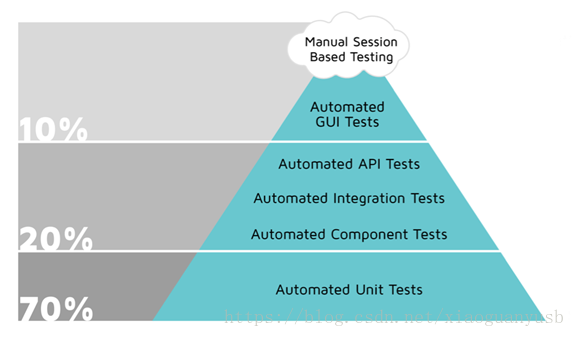 Manual Session
Based Testing
Automated
GUI Tests
10%
Automated API Tests
Automated Integration Tests
20%
Automated Component Tests
Automated Unit Tests
70%
https://blog.csdn.net/xiaoguanyusb